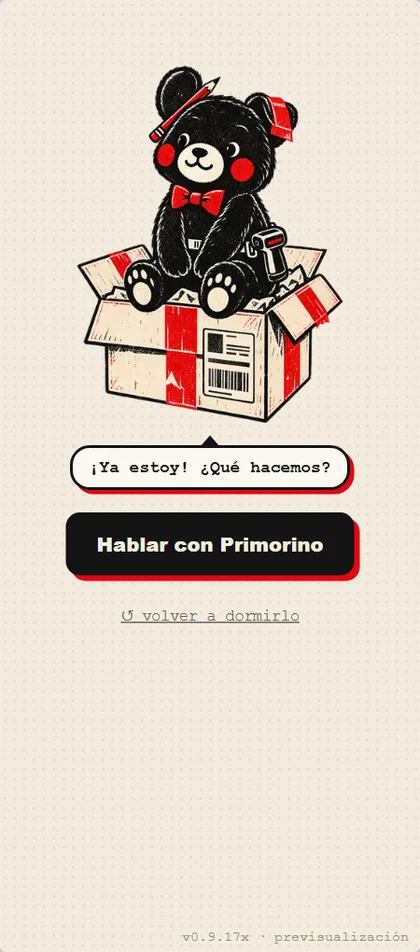 ¡Ya estoy! ¿Qué hacemos?
Hablar con Primorino
↺ volver a dormirlo
v0.9.17x · previsualización